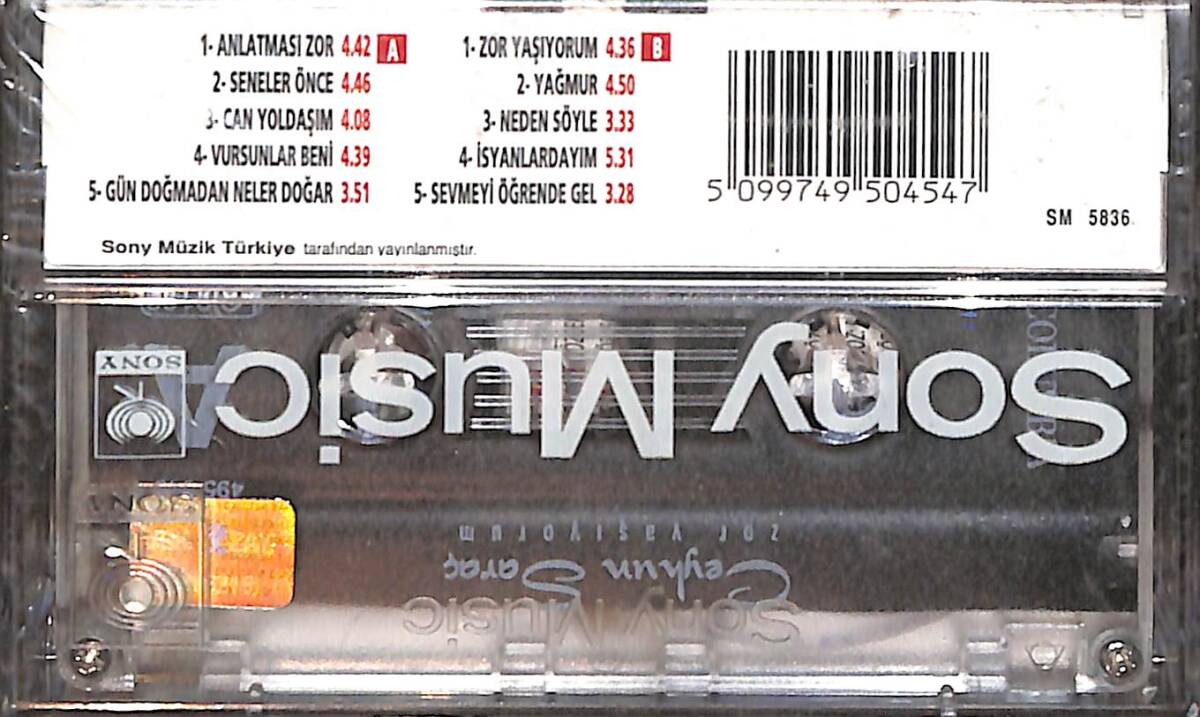 1- ANLATMASI ZOR 4.42 A
2- SENELER ÖNCE 4.46
3- CAN YOLDAŞIM 4.08
4- VURSUNLAR BENİ 4.39
5- GÜN DOĞMADAN NELER DOĞAR 3.51
1- ZOR YAŞIYORUM 4.36 B
2- YAĞMUR 4.50
3- NEDEN SÖYLE 3.33
4- İSYANLARDAYIM 5.31
5- SEVMEYİ ÖĞRENDE GEL 3.28
5 099749 504547
SM 5836
Sony Müzik Türkiye tarafından yayınlanmıştır.
Sony Music
SONY
A
COLUMBIA
495
SONY
zor yaşıyorum
Ceyhun Saraç
Sony Music
A